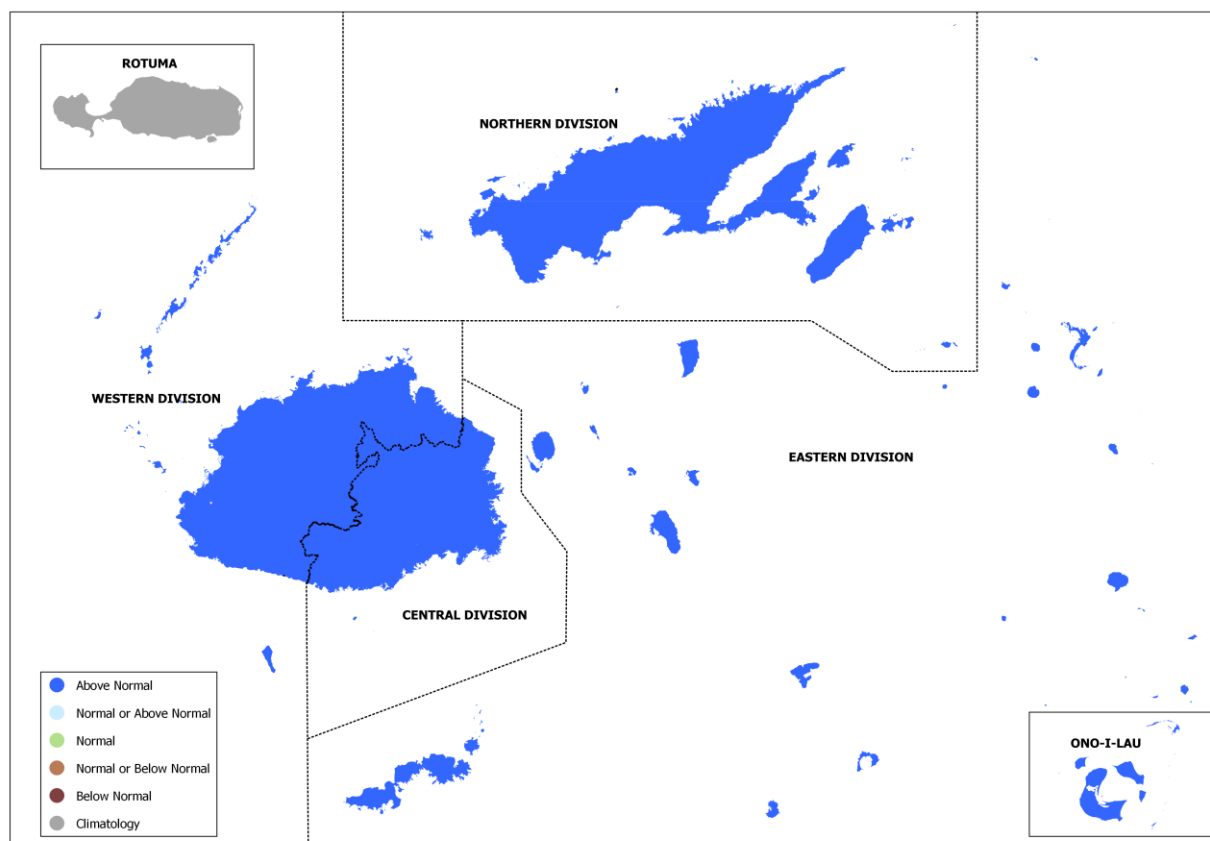 ROTUMA
NORTHERN DIVISION
WESTERN DIVISION
EASTERN DIVISION
CENTRAL DIVISION
Above Normal
Normal or Above Normal
Normal
Normal or Below Normal
Below Normal
Climatology
ONO-I-LAU